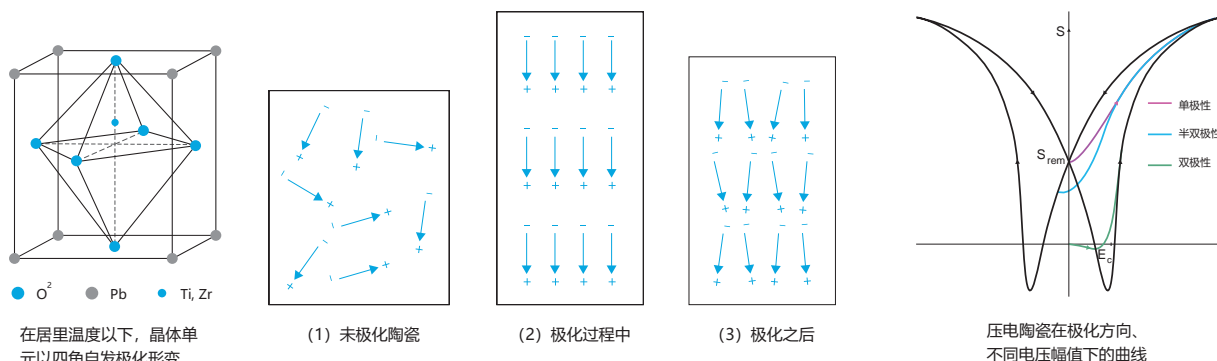 O2
Pb
Ti, Zr
在居里温度以下，晶体单
元以四角自发极化形变
(1) 未极化陶瓷
(2) 极化过程中
(3) 极化之后
S
S rem
E c
单极性
半双极性
双极性
压电陶瓷在极化方向、
不同电压幅值下的曲线